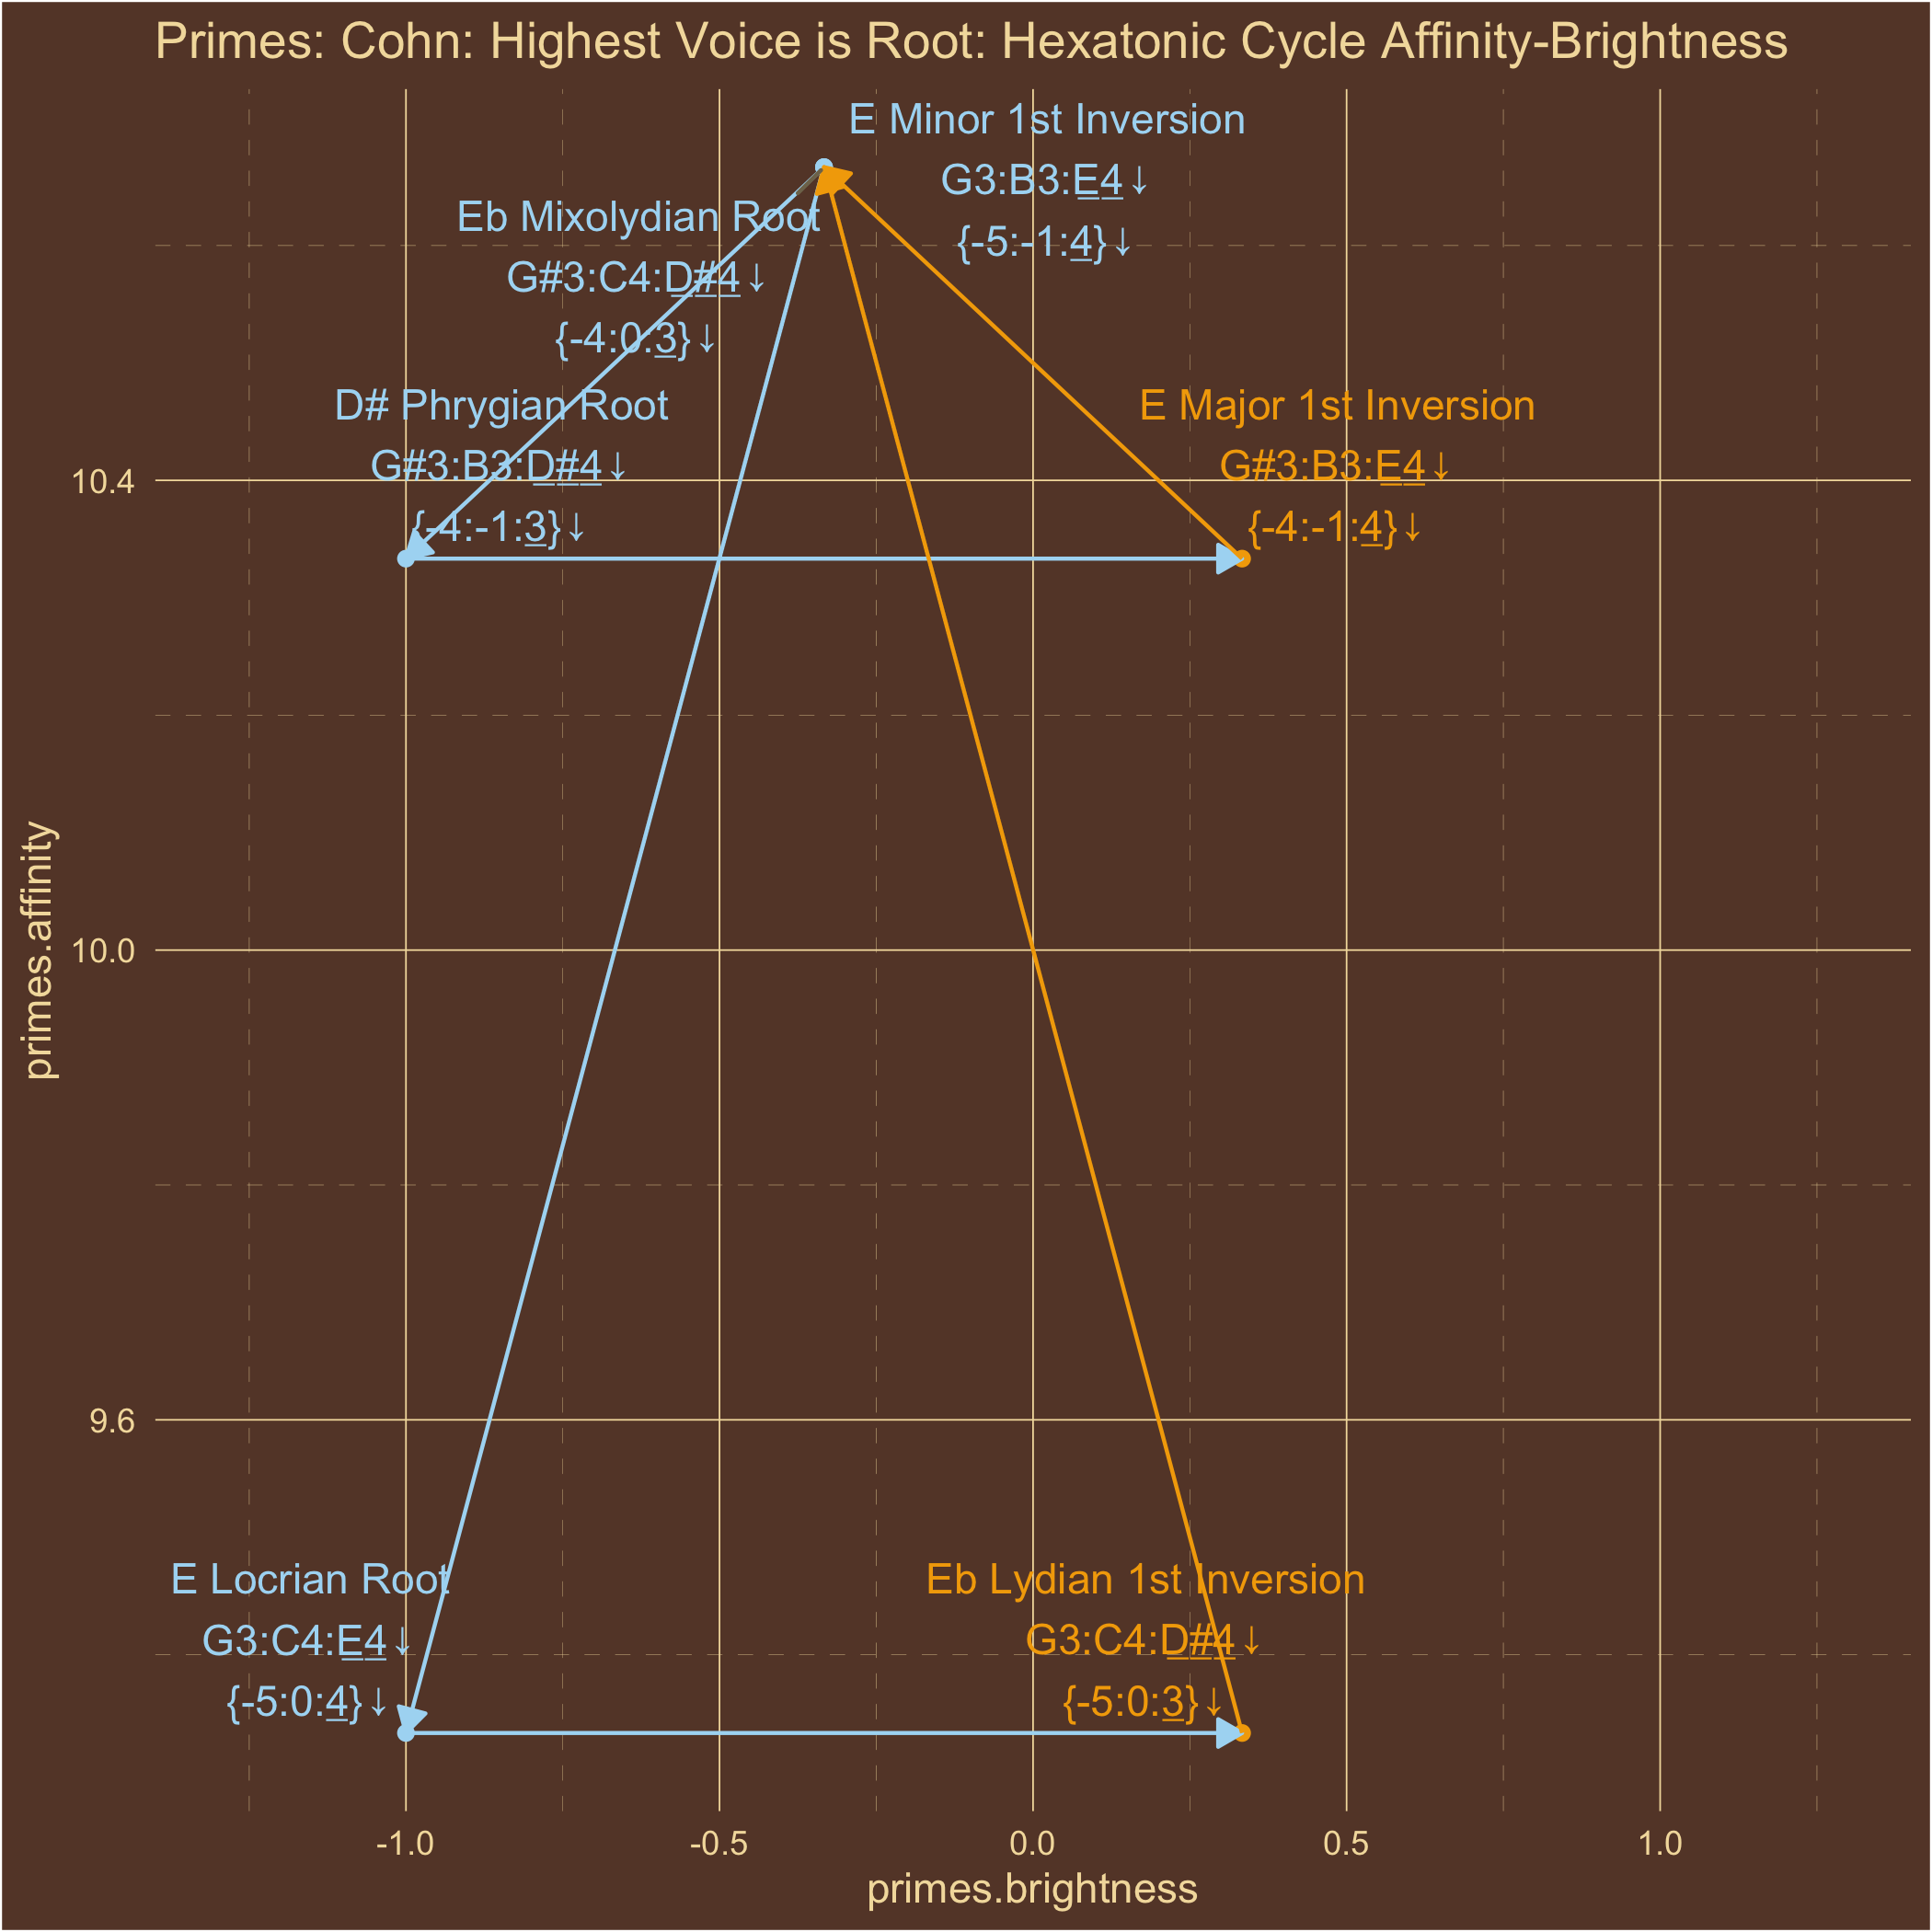 Primes: Cohn: Highest Voice is Root: Hexatonic Cycle Affinity-Brightness
E Minor 1st Inversion
G3:B3:E4↓
{-5:-1:4}↓
Eb Mixolydian Root
G#3:C4:D#4↓
{-4:0:3}↓
D# Phrygian Root
G#3:B3:D#4↓
{-4:-1:3}↓
E Major 1st Inversion
G#3:B3:E4↓
{-4:-1:4}↓
E Locrian Root
G3:C4:E4↓
{-5:0:4}↓
Eb Lydian 1st Inversion
G3:C4:D#4↓
{-5:0:3}↓
primes.affinity
10.4
10.0
9.6
-1.0
-0.5
0.0
0.5
1.0
primes.brightness